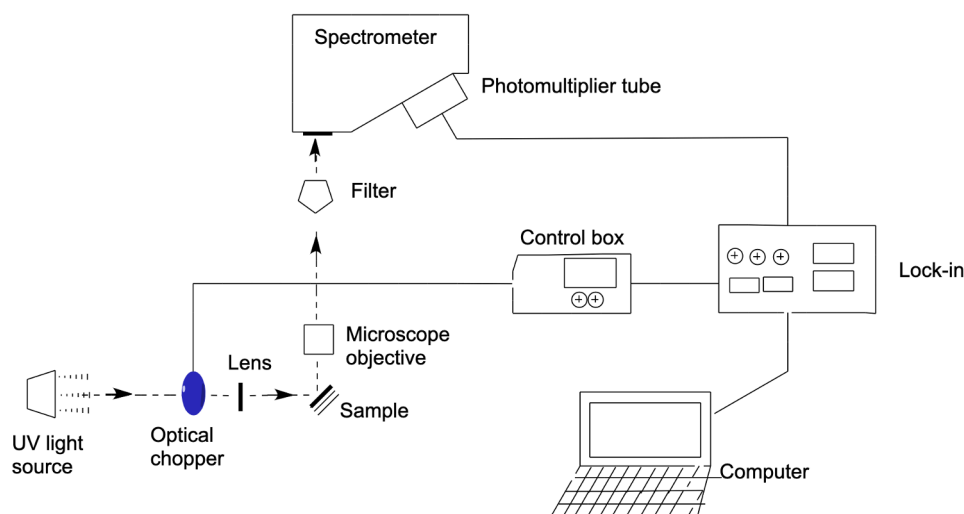 Spectrometer
Photomultiplier tube
Filter
Control box
Lock-in
Microscope
objective
Lens
Sample
UV light
source
Optical
chopper
Computer